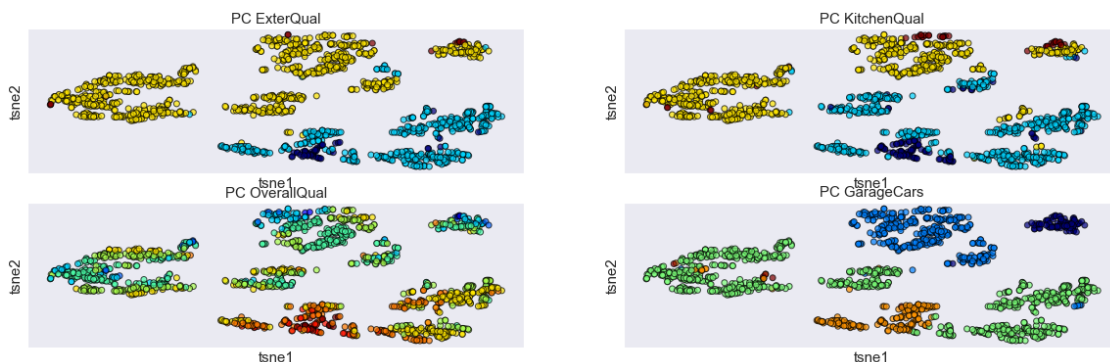 PC ExterQual
tsne2
tsne1
PC KitchenQual
tsne2
tsne1
PC OverallQual
tsne2
tsne1
PC GarageCars
tsne2
tsne1